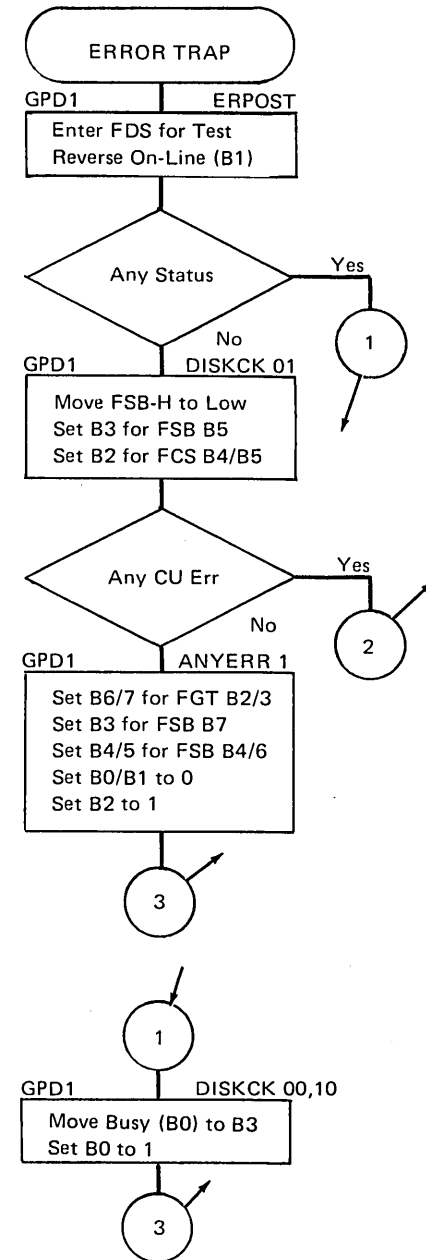 ERROR TRAP
GPD1 ERPOST
Enter FDS for Test
Reverse On-Line (B1)
Any Status
Yes
No
1
GPD1 DISKCK 01
Move FSB-H to Low
Set B3 for FSB B5
Set B2 for FCS B4/B5
Any CU Err
Yes
No
2
GPD1 ANYERR 1
Set B6/7 for FGT B2/3
Set B3 for FSB B7
Set B4/5 for FSB B4/6
Set B0/B1 to 0
Set B2 to 1
3
1
GPD1 DISKCK 00,10
Move Busy (B0) to B3
Set B0 to 1
3